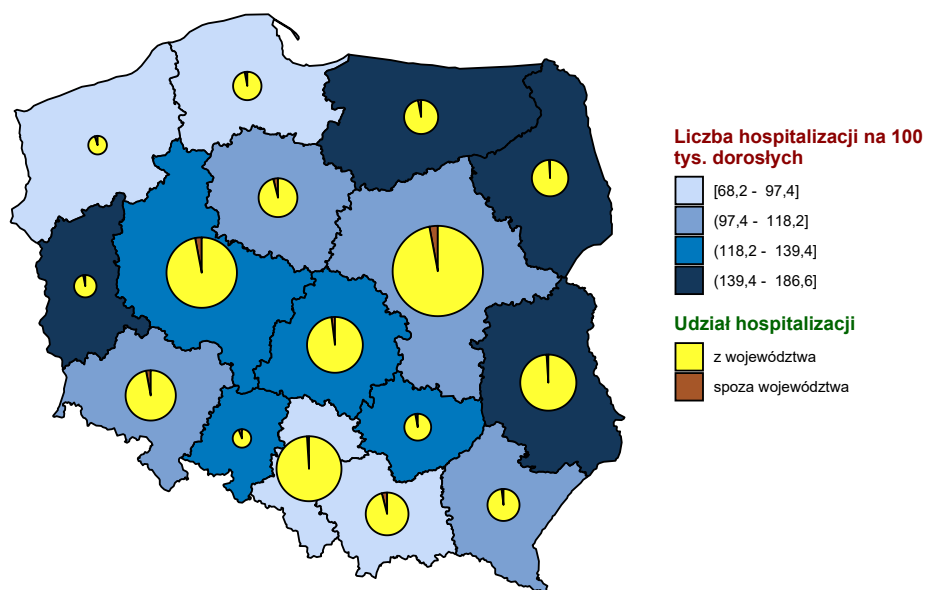 Liczba hospitalizacji na 100
tys. dorosłych
[68,2 - 97,4]
(97,4 - 118,2]
(118,2 - 139,4]
(139,4 - 186,6]
Udział hospitalizacji
z województwa
spoza województwa